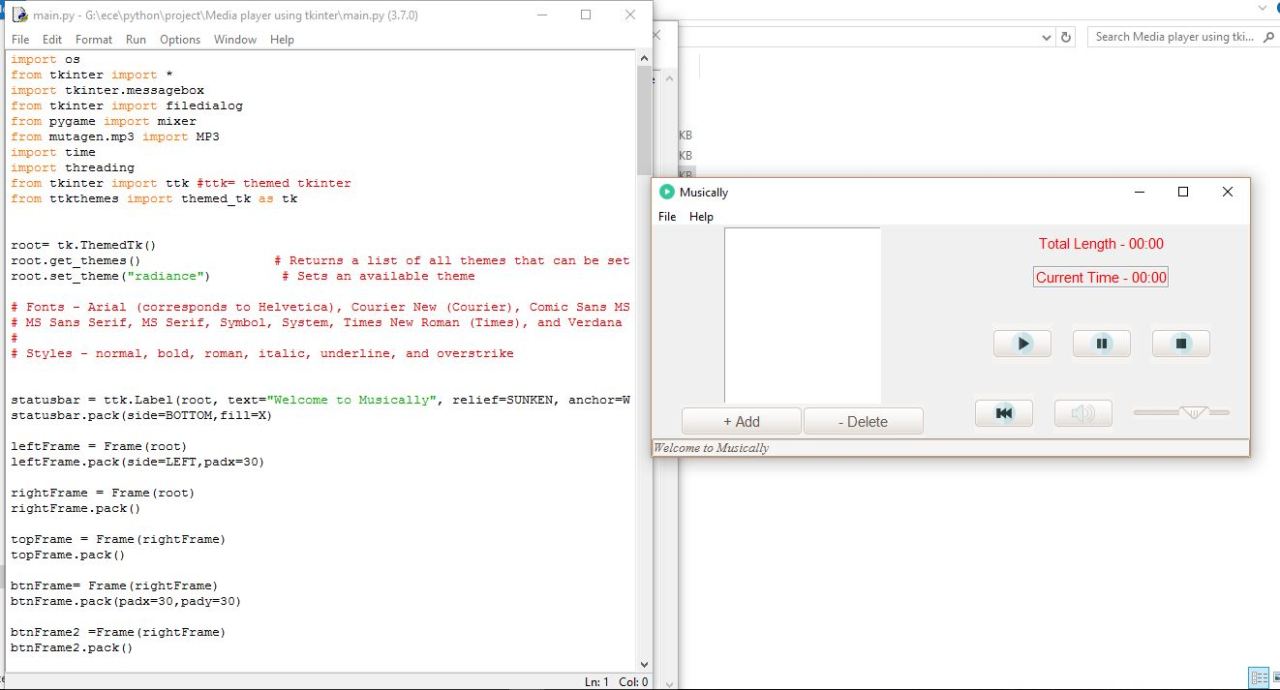 main.py - G:\ece\python\project\Media player using tkinter\main.py (3.7.0)
File Edit Format Run Options Window Help
import os
from tkinter import *
import tkinter.messagebox
from tkinter import filedialog
from pygame import mixer
from mutagen.mp3 import MP3
import time
import threading
from tkinter import ttk #ttk= themed tkinter
from ttkthemes import themed_tk as tk
root= tk.ThemedTk()
root.get_themes() # Returns a list of all themes that can be set
root.set_theme("radiance") # Sets an available theme
# Fonts - Arial (corresponds to Helvetica), Courier New (Courier), Comic Sans MS
# MS Sans Serif, MS Serif, Symbol, System, Times New Roman (Times), and Verdana
#
# Styles - normal, bold, roman, italic, underline, and overstrike
statusbar = ttk.Label(root, text="Welcome to Musically", relief=SUNKEN, anchor=W
statusbar.pack(side=BOTTOM,fill=X)
leftFrame = Frame(root)
leftFrame.pack(side=LEFT,padx=30)
rightFrame = Frame(root)
rightFrame.pack()
topFrame = Frame(rightFrame)
topFrame.pack()
btnFrame= Frame(rightFrame)
btnFrame.pack(padx=30,pady=30)
btnFrame2 =Frame(rightFrame)
btnFrame2.pack()
Ln: 1 Col: 0
Search Media player using tki...
KB
KB
KB
Musically
File Help
Total Length - 00:00
Current Time - 00:00
+ Add - Delete
Welcome to Musically